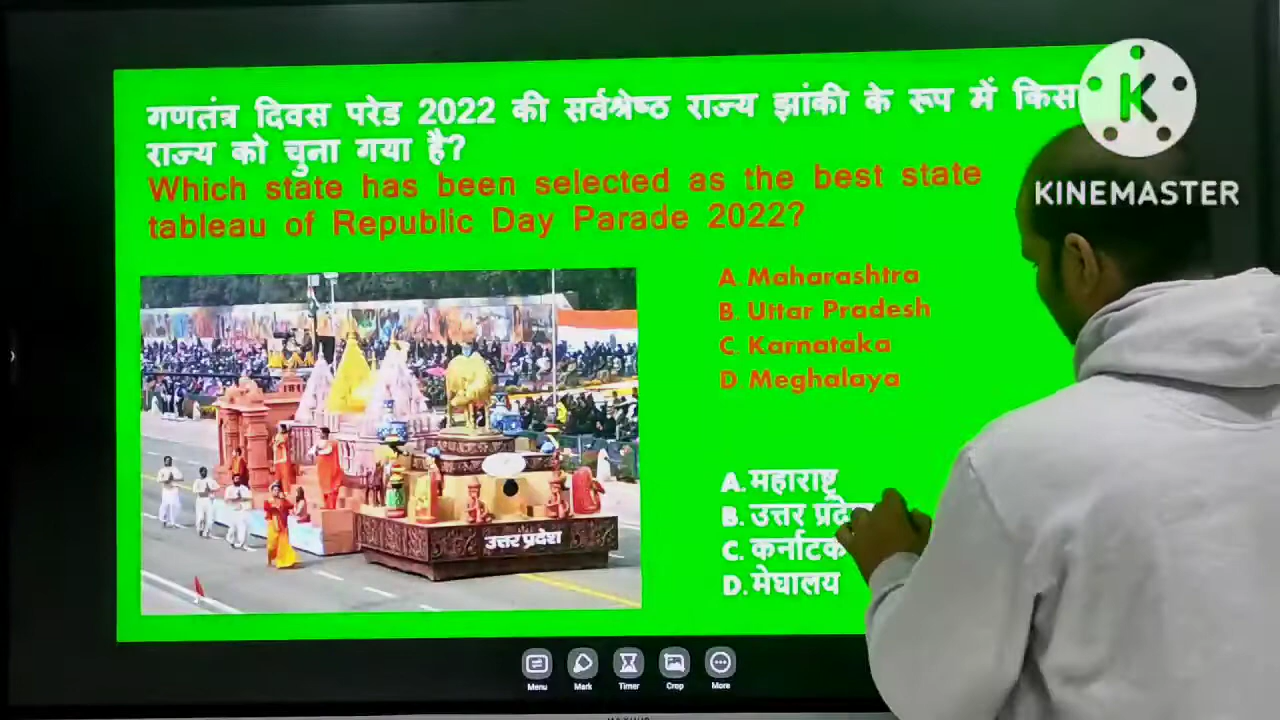 गणतंत्र दिवस परेड 2022 की सर्वश्रेष्ठ राज्य झांकी के रूप में किस
राज्य को चुना गया है?
Which state has been selected as the best state
tableau of Republic Day Parade 2022?
K
KINEMASTER
A. Maharashtra
B. Uttar Pradesh
C. Karnataka
D Meghalaya
उत्तर प्रदेश
A. महाराष्ट्र
B. उत्तर
C. कर्नाटक
D. मेघालय
Menu
Mark
Timer
Crop
More